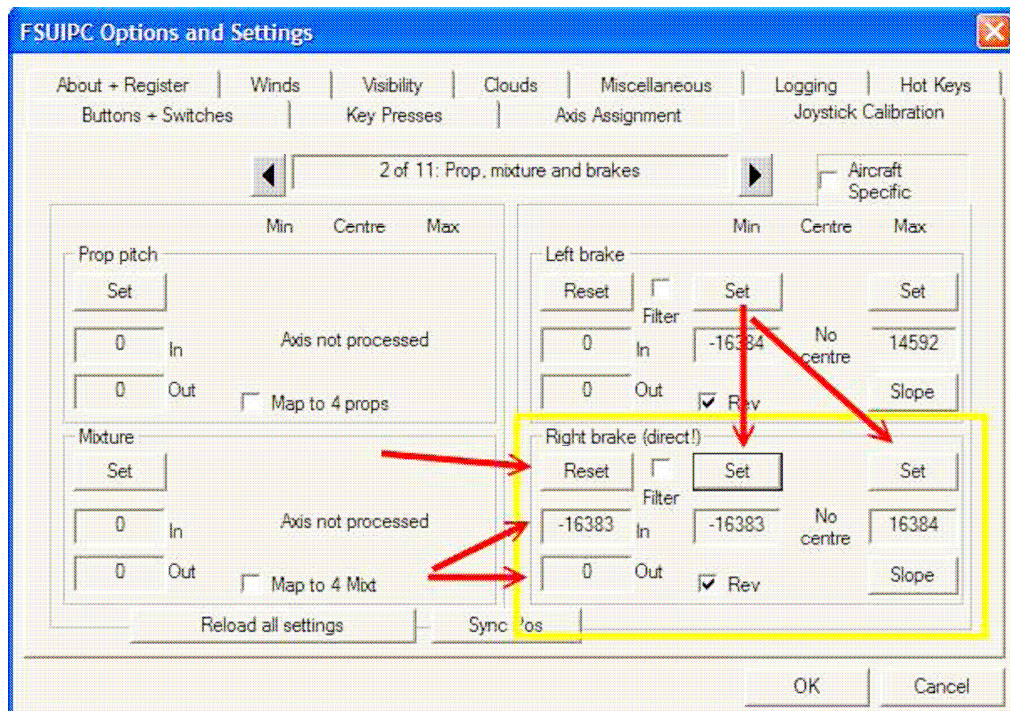 FSUIPC Options and Settings
About + Register Winds Visibility Clouds Miscellaneous Logging Hot Keys
Buttons + Switches Key Presses Axis Assignment Joystick Calibration
2 of 11: Prop, mixture and brakes
Aircraft
Specific
Min Centre Max
Prop pitch
Set
0 In Axis not processed
0 Out Map to 4 props
Mixture
Set
0 In Axis not processed
0 Out Map to 4 Mixt
Min Centre Max
Left brake
Reset Filter Set Set
0 In -16384 No centre 14592
0 Out Rev Slope
Right brake (direct!)
Reset Filter Set Set
-16383 In -16383 No centre 16384
0 Out Rev Slope
Reload all settings Sync Pos
OK Cancel